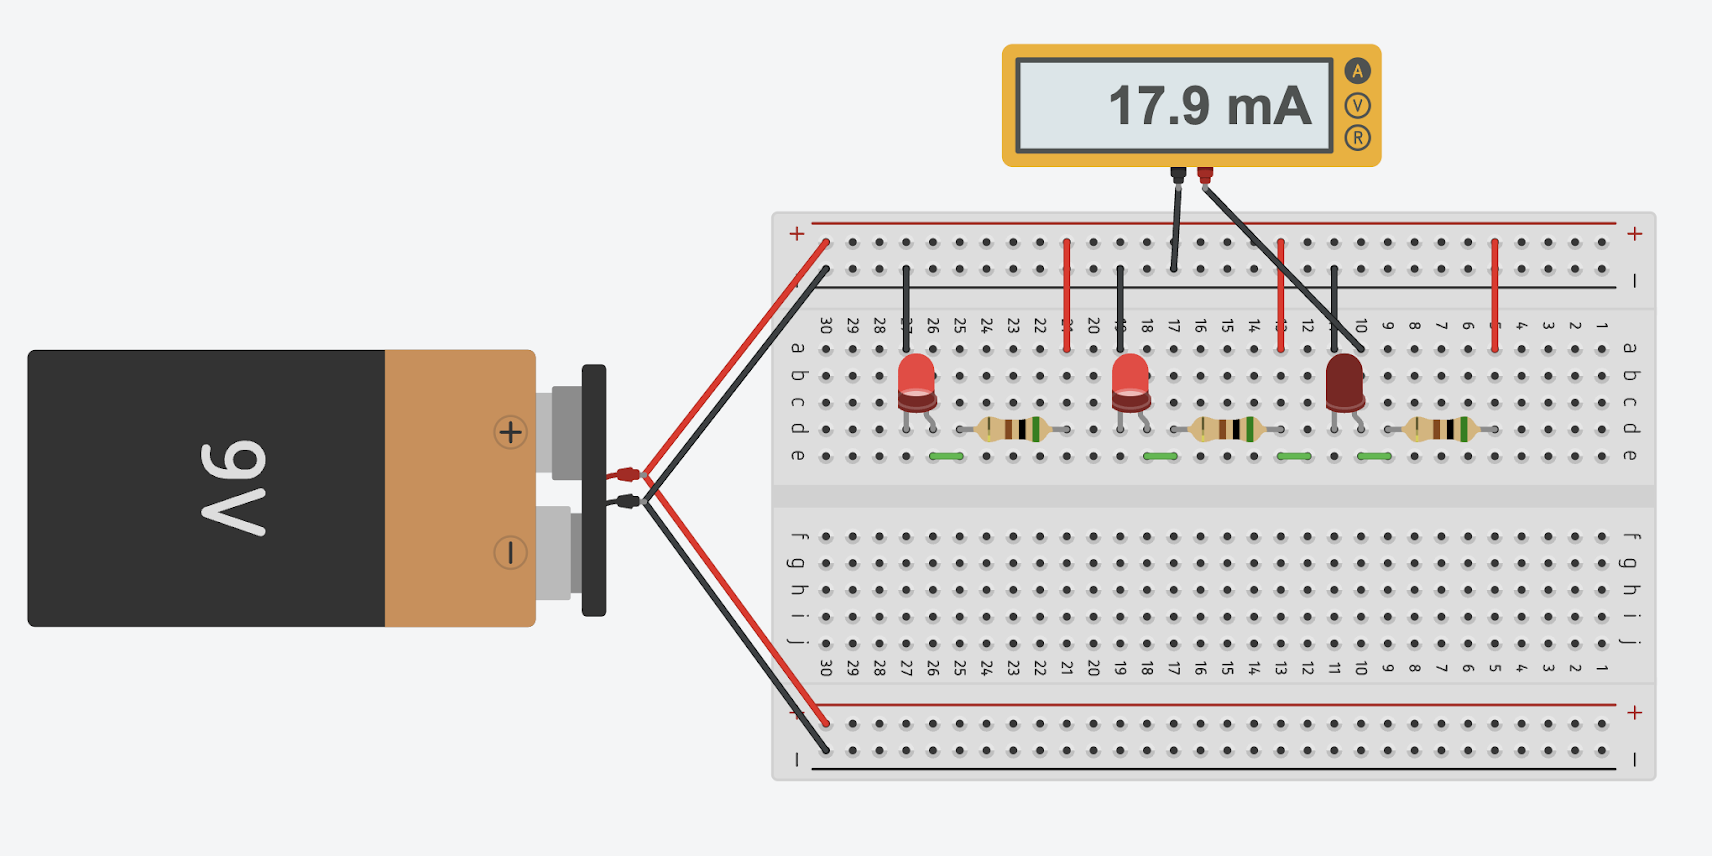 17.9 mA
A
V
R
+ +
− −
30 29 28 27 26 25 24 23 22 21 20 19 18 17 16 15 14 13 12 11 10 9 8 7 6 5 4 3 2 1
a a
b b
c c
d d
e e
9V
+
−
f f
g g
h h
i i
j j
30 29 28 27 26 25 24 23 22 21 20 19 18 17 16 15 14 13 12 11 10 9 8 7 6 5 4 3 2 1
+ +
− −